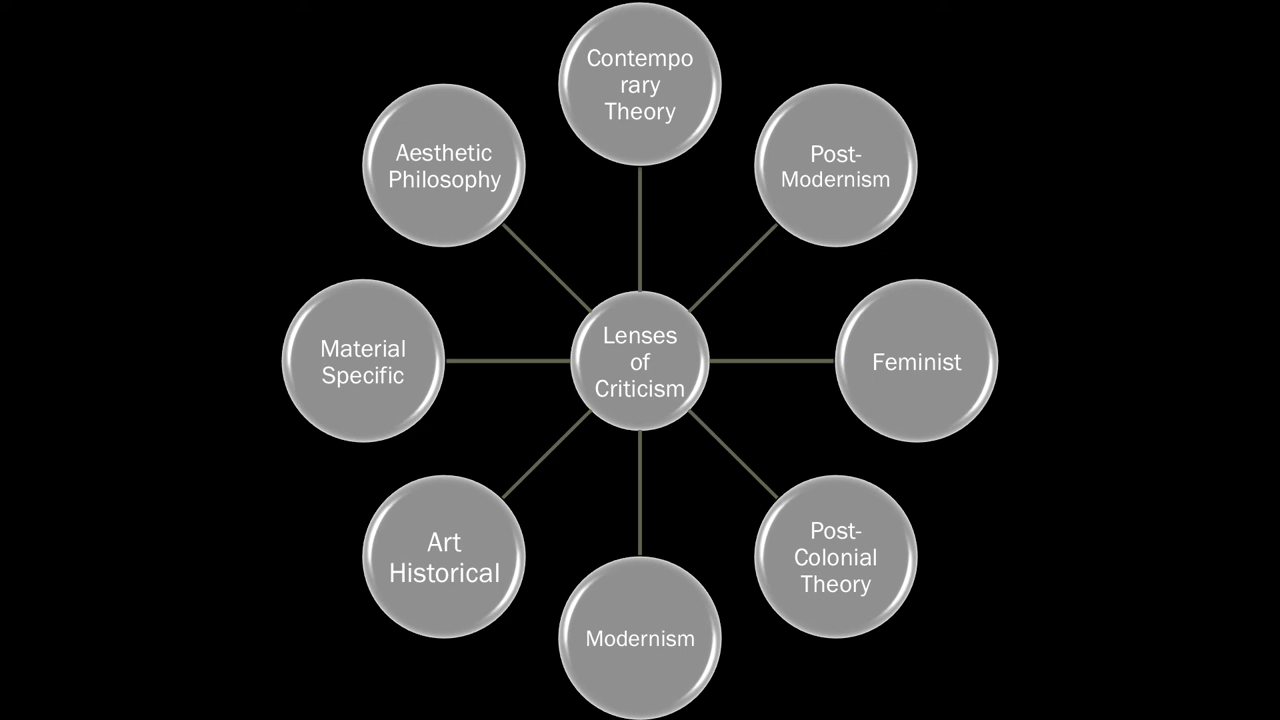 Contempo
rary
Theory
Aesthetic
Philosophy
Post-
Modernism
Material
Specific
Lenses
of
Criticism
Feminist
Art
Historical
Post-
Colonial
Theory
Modernism